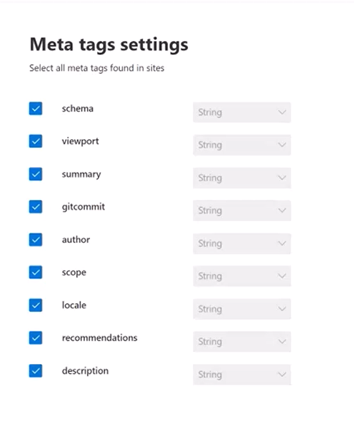 Meta tags settings
Select all meta tags found in sites
schema String
viewport String
summary String
gitcommit String
author String
scope String
locale String
recommendations String
description String